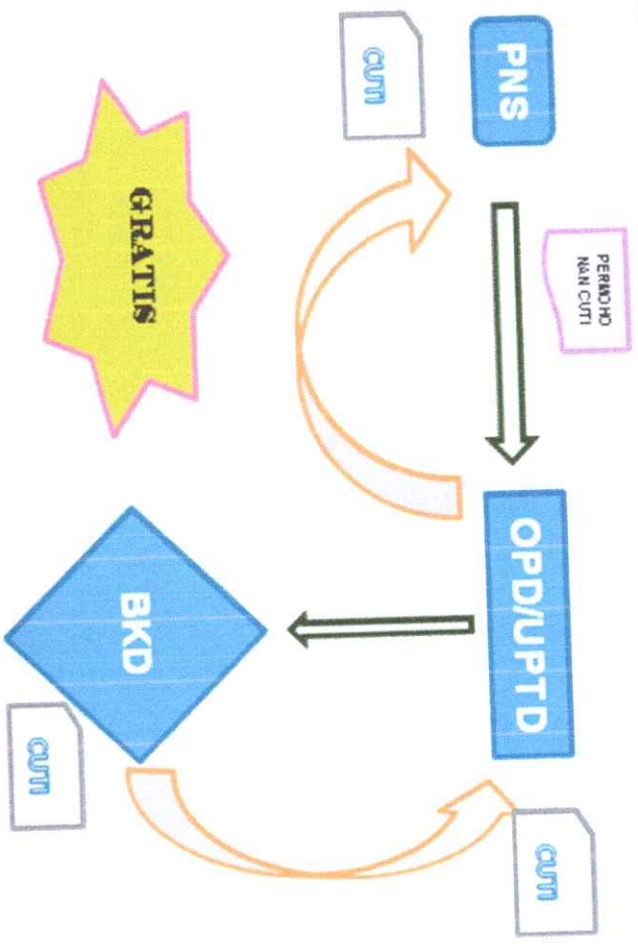 PERMOHO
NAN CUTI
PNS
OPD/UPTD
CUTI
CUTI
GRATIS
BKD
CUTI